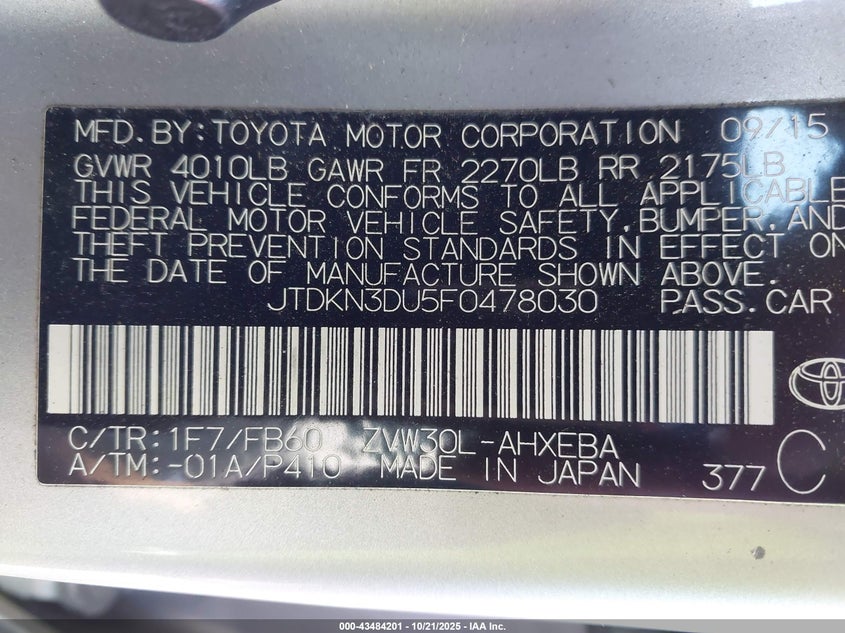 MFD.BY:TOYOTA MOTOR CORPORATION 09/15
GVWR 4010LB GAWR FR 2270LB RR 2175LB
THIS VEHICLE CONFORMS TO ALL APPLICABLE
FEDERAL MOTOR VEHICLE SAFETY,BUMPER,AND
THEFT PREVENTION STANDARDS IN EFFECT ON
THE DATE OF MANUFACTURE SHOWN ABOVE.
JTDKN3DU5F0478030 PASS.CAR
C/TR:1F7/FB60 ZVW30L-AHXEBA
A/TM:-01A/P410 MADE IN JAPAN 377 C
000-43484201 - 10/21/2025 - IAA Inc.